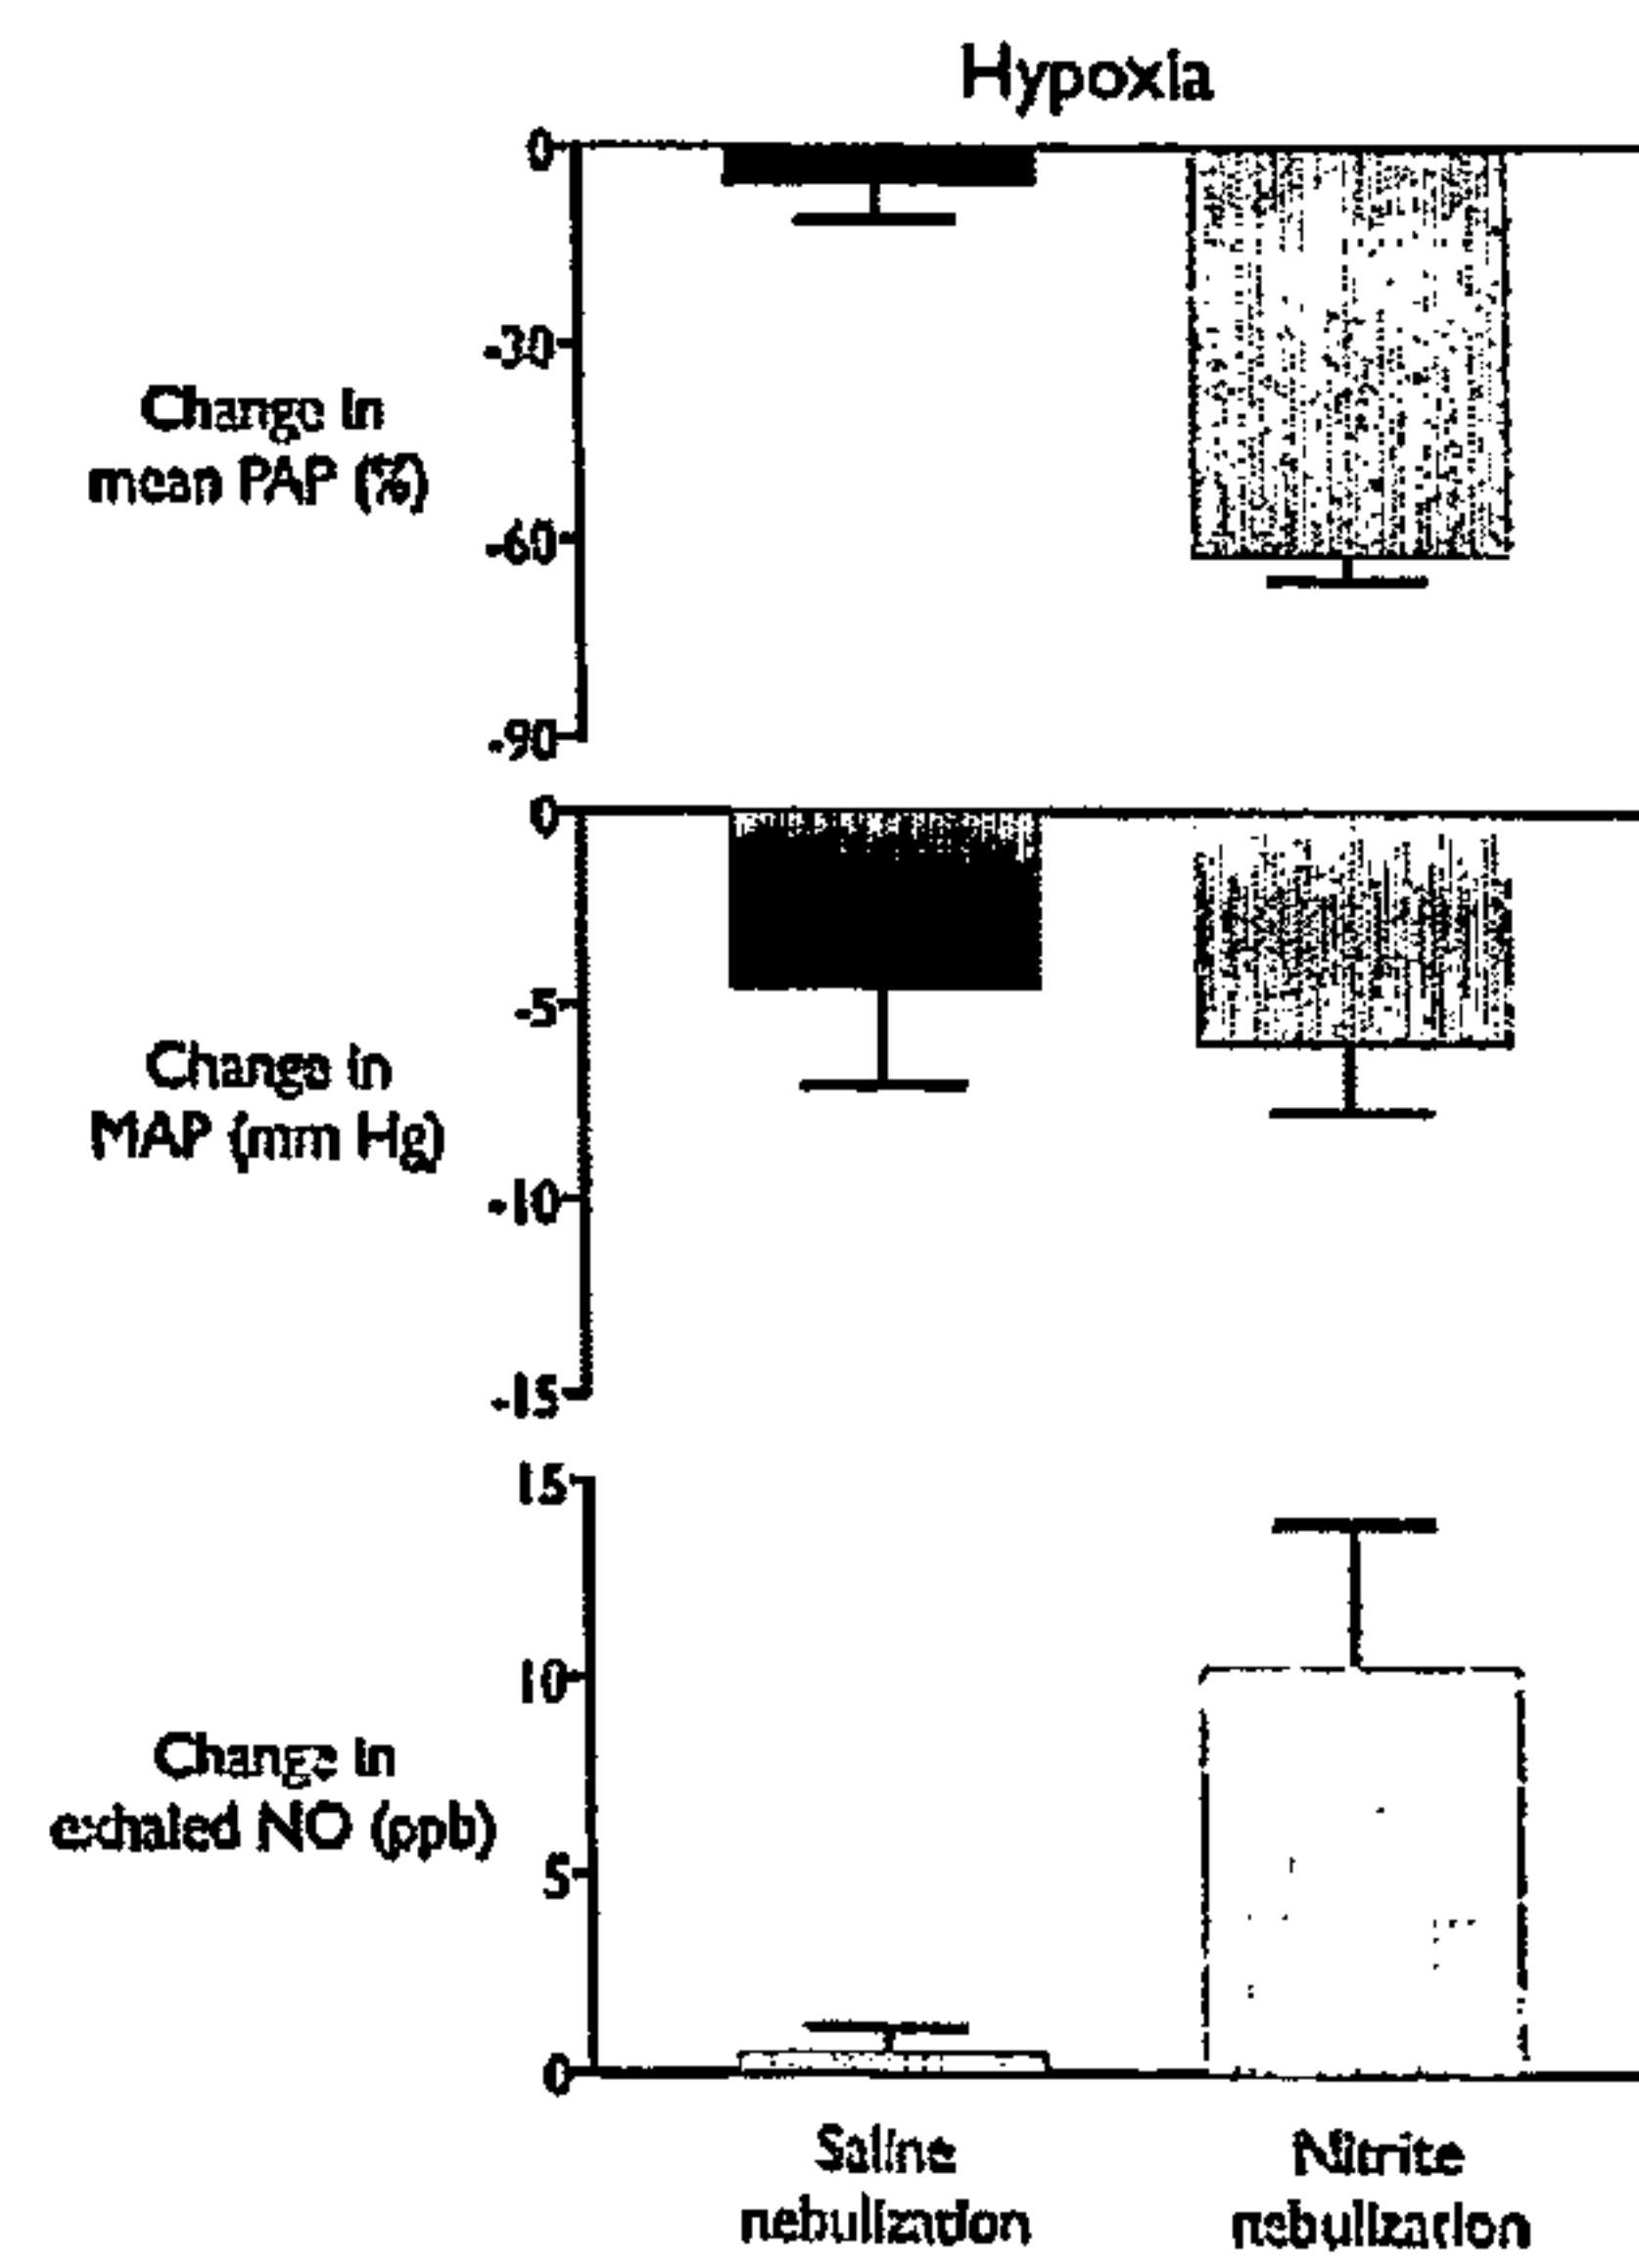 Hypoxia
0
-30
Change in
mean PAP (%)
-60
-90
0
-5
Change in
MAP (mm Hg)
-10
-15
15
10
Change in
exhaled NO (ppb)
5
0
Saline
nebulization
Nitrite
nebulization